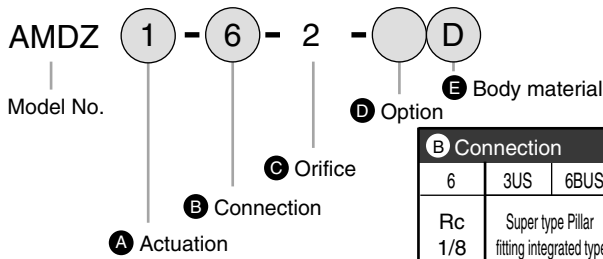 AMDZ 1 - 6 - 2 - D
Model No.
E Body material
D Option
C Orifice
B Connection
A Actuation
B Connection
6 3US 6BUS
Rc 1/8
Super type Pillar
fitting integrated type